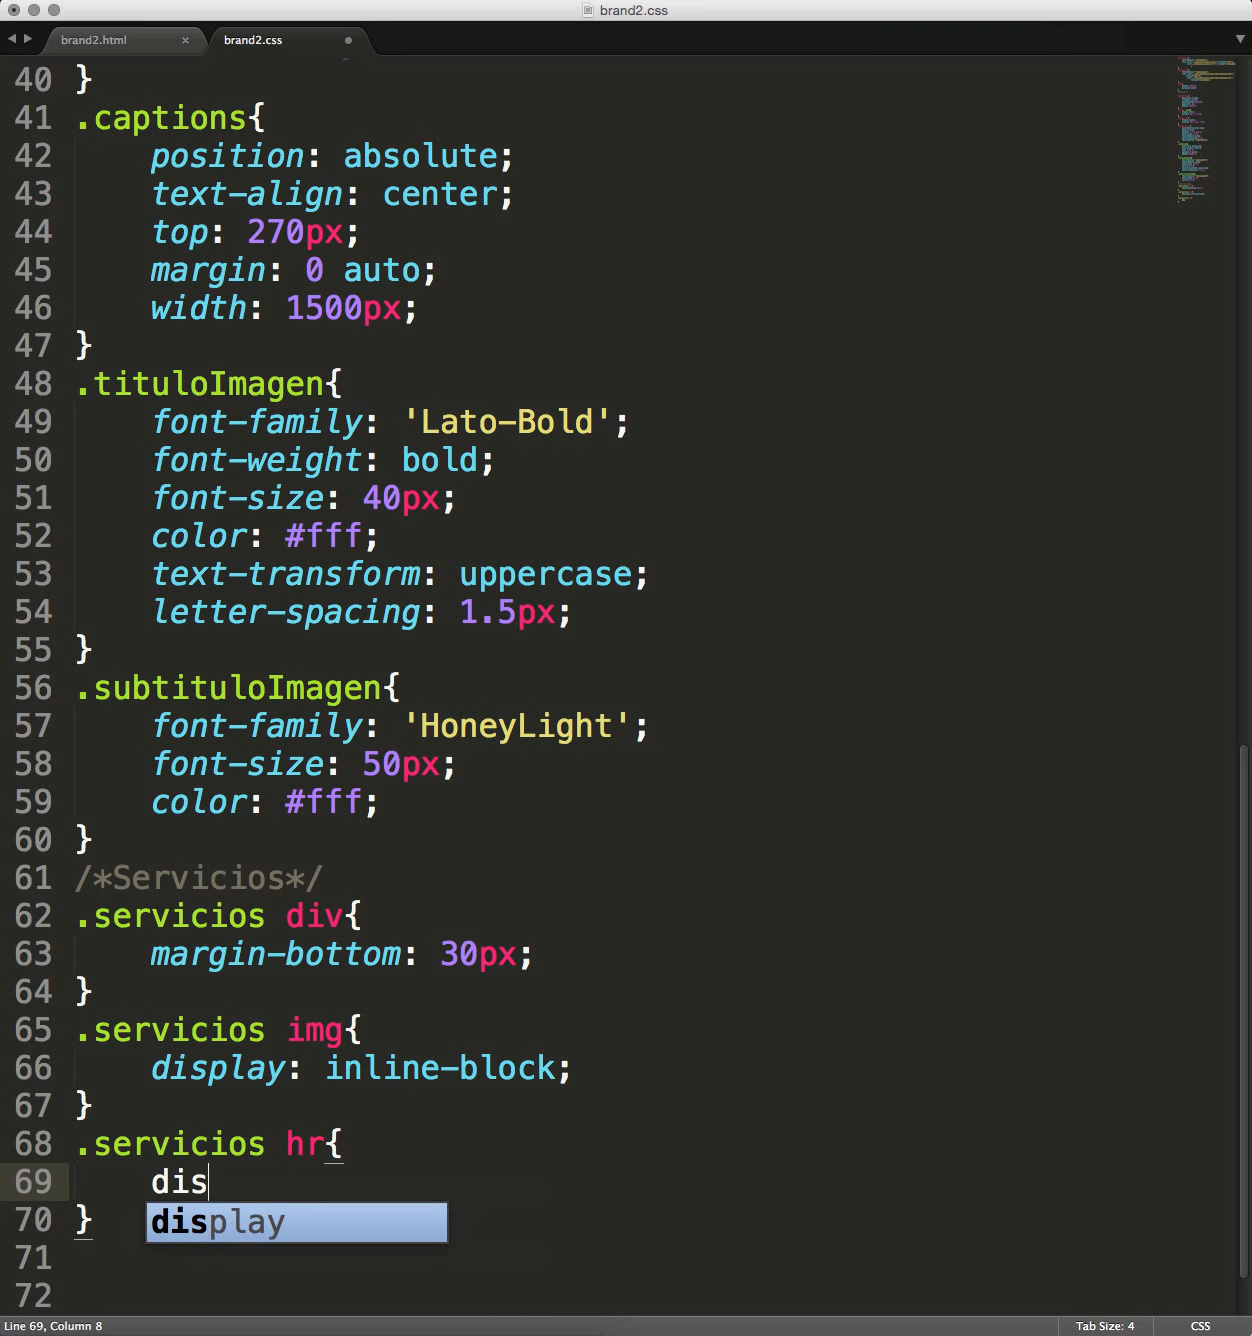 brand2.css
brand2.html
brand2.css
40 }
41 .captions{
42 position: absolute;
43 text-align: center;
44 top: 270px;
45 margin: 0 auto;
46 width: 1500px;
47 }
48 .tituloImagen{
49 font-family: 'Lato-Bold';
50 font-weight: bold;
51 font-size: 40px;
52 color: #fff;
53 text-transform: uppercase;
54 letter-spacing: 1.5px;
55 }
56 .subtituloImagen{
57 font-family: 'HoneyLight';
58 font-size: 50px;
59 color: #fff;
60 }
61 /*Servicios*/
62 .servicios div{
63 margin-bottom: 30px;
64 }
65 .servicios img{
66 display: inline-block;
67 }
68 .servicios hr{
69 dis
display
70 }
71
72
Line 69, Column 8
Tab Size: 4
CSS